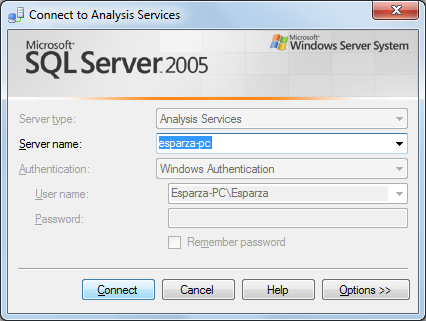 Connect to Analysis Services
Microsoft
SQL Server 2005
Microsoft
Windows Server System
Server type: Analysis Services
Server name: esparza-pc
Authentication: Windows Authentication
User name: Esparza-PC\Esparza
Password:
Remember password
Connect Cancel Help Options >>